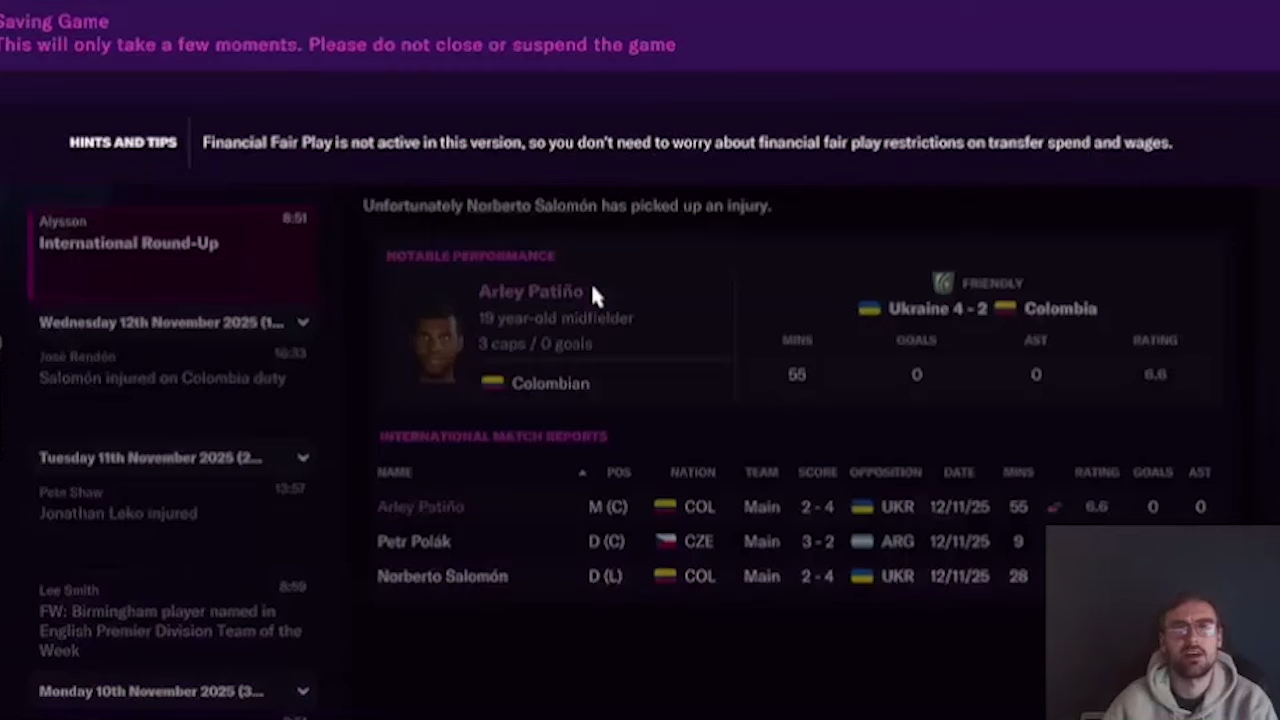 Saving Game
This will only take a few moments. Please do not close or suspend the game
HINTS AND TIPS
Financial Fair Play is not active in this version, so you don't need to worry about financial fair play restrictions on transfer spend and wages.
Alysson 8:51
International Round-Up
Wednesday 12th November 2025 (1...
José Rendón 16:33
Salomón injured on Colombia duty
Tuesday 11th November 2025 (2...
Pete Shaw 13:57
Jonathan Leko injured
Lee Smith 8:59
FW: Birmingham player named in
English Premier Division Team of the
Week
Monday 10th November 2025 (3...
Unfortunately Norberto Salomón has picked up an injury.
NOTABLE PERFORMANCE
Arley Patiño
19 year-old midfielder
3 caps / 0 goals
Colombian
FRIENDLY
Ukraine 4 - 2 Colombia
MINS GOALS AST RATING
55 0 0 6.6
INTERNATIONAL MATCH REPORTS
NAME POS NATION TEAM SCORE OPPOSITION DATE MINS RATING GOALS AST
Arley Patiño M (C) COL Main 2 - 4 UKR 12/11/25 55 6.6 0 0
Petr Polák D (C) CZE Main 3 - 2 ARG 12/11/25 9
Norberto Salomón D (L) COL Main 2 - 4 UKR 12/11/25 28